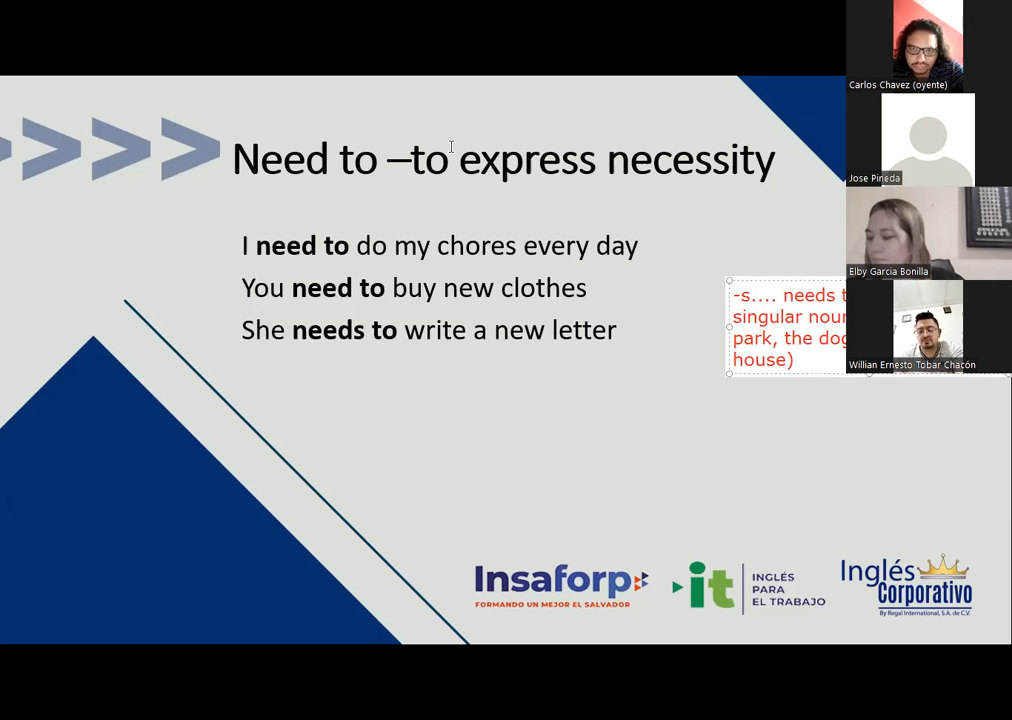 Need to –to express necessity
I need to do my chores every day
You need to buy new clothes
She needs to write a new letter
-s.... needs
singular
park, the dog
house)
Carlos Chavez (oyente)
Jose Pineda
Elby Garcia Bonilla
Willian Ernesto Tobar Chacón
Insaforp
FORMANDO UN MEJOR EL SALVADOR
it
INGLÉS
PARA
EL TRABAJO
Inglés
Corporativo
By Regal International, S.A. de C.V.